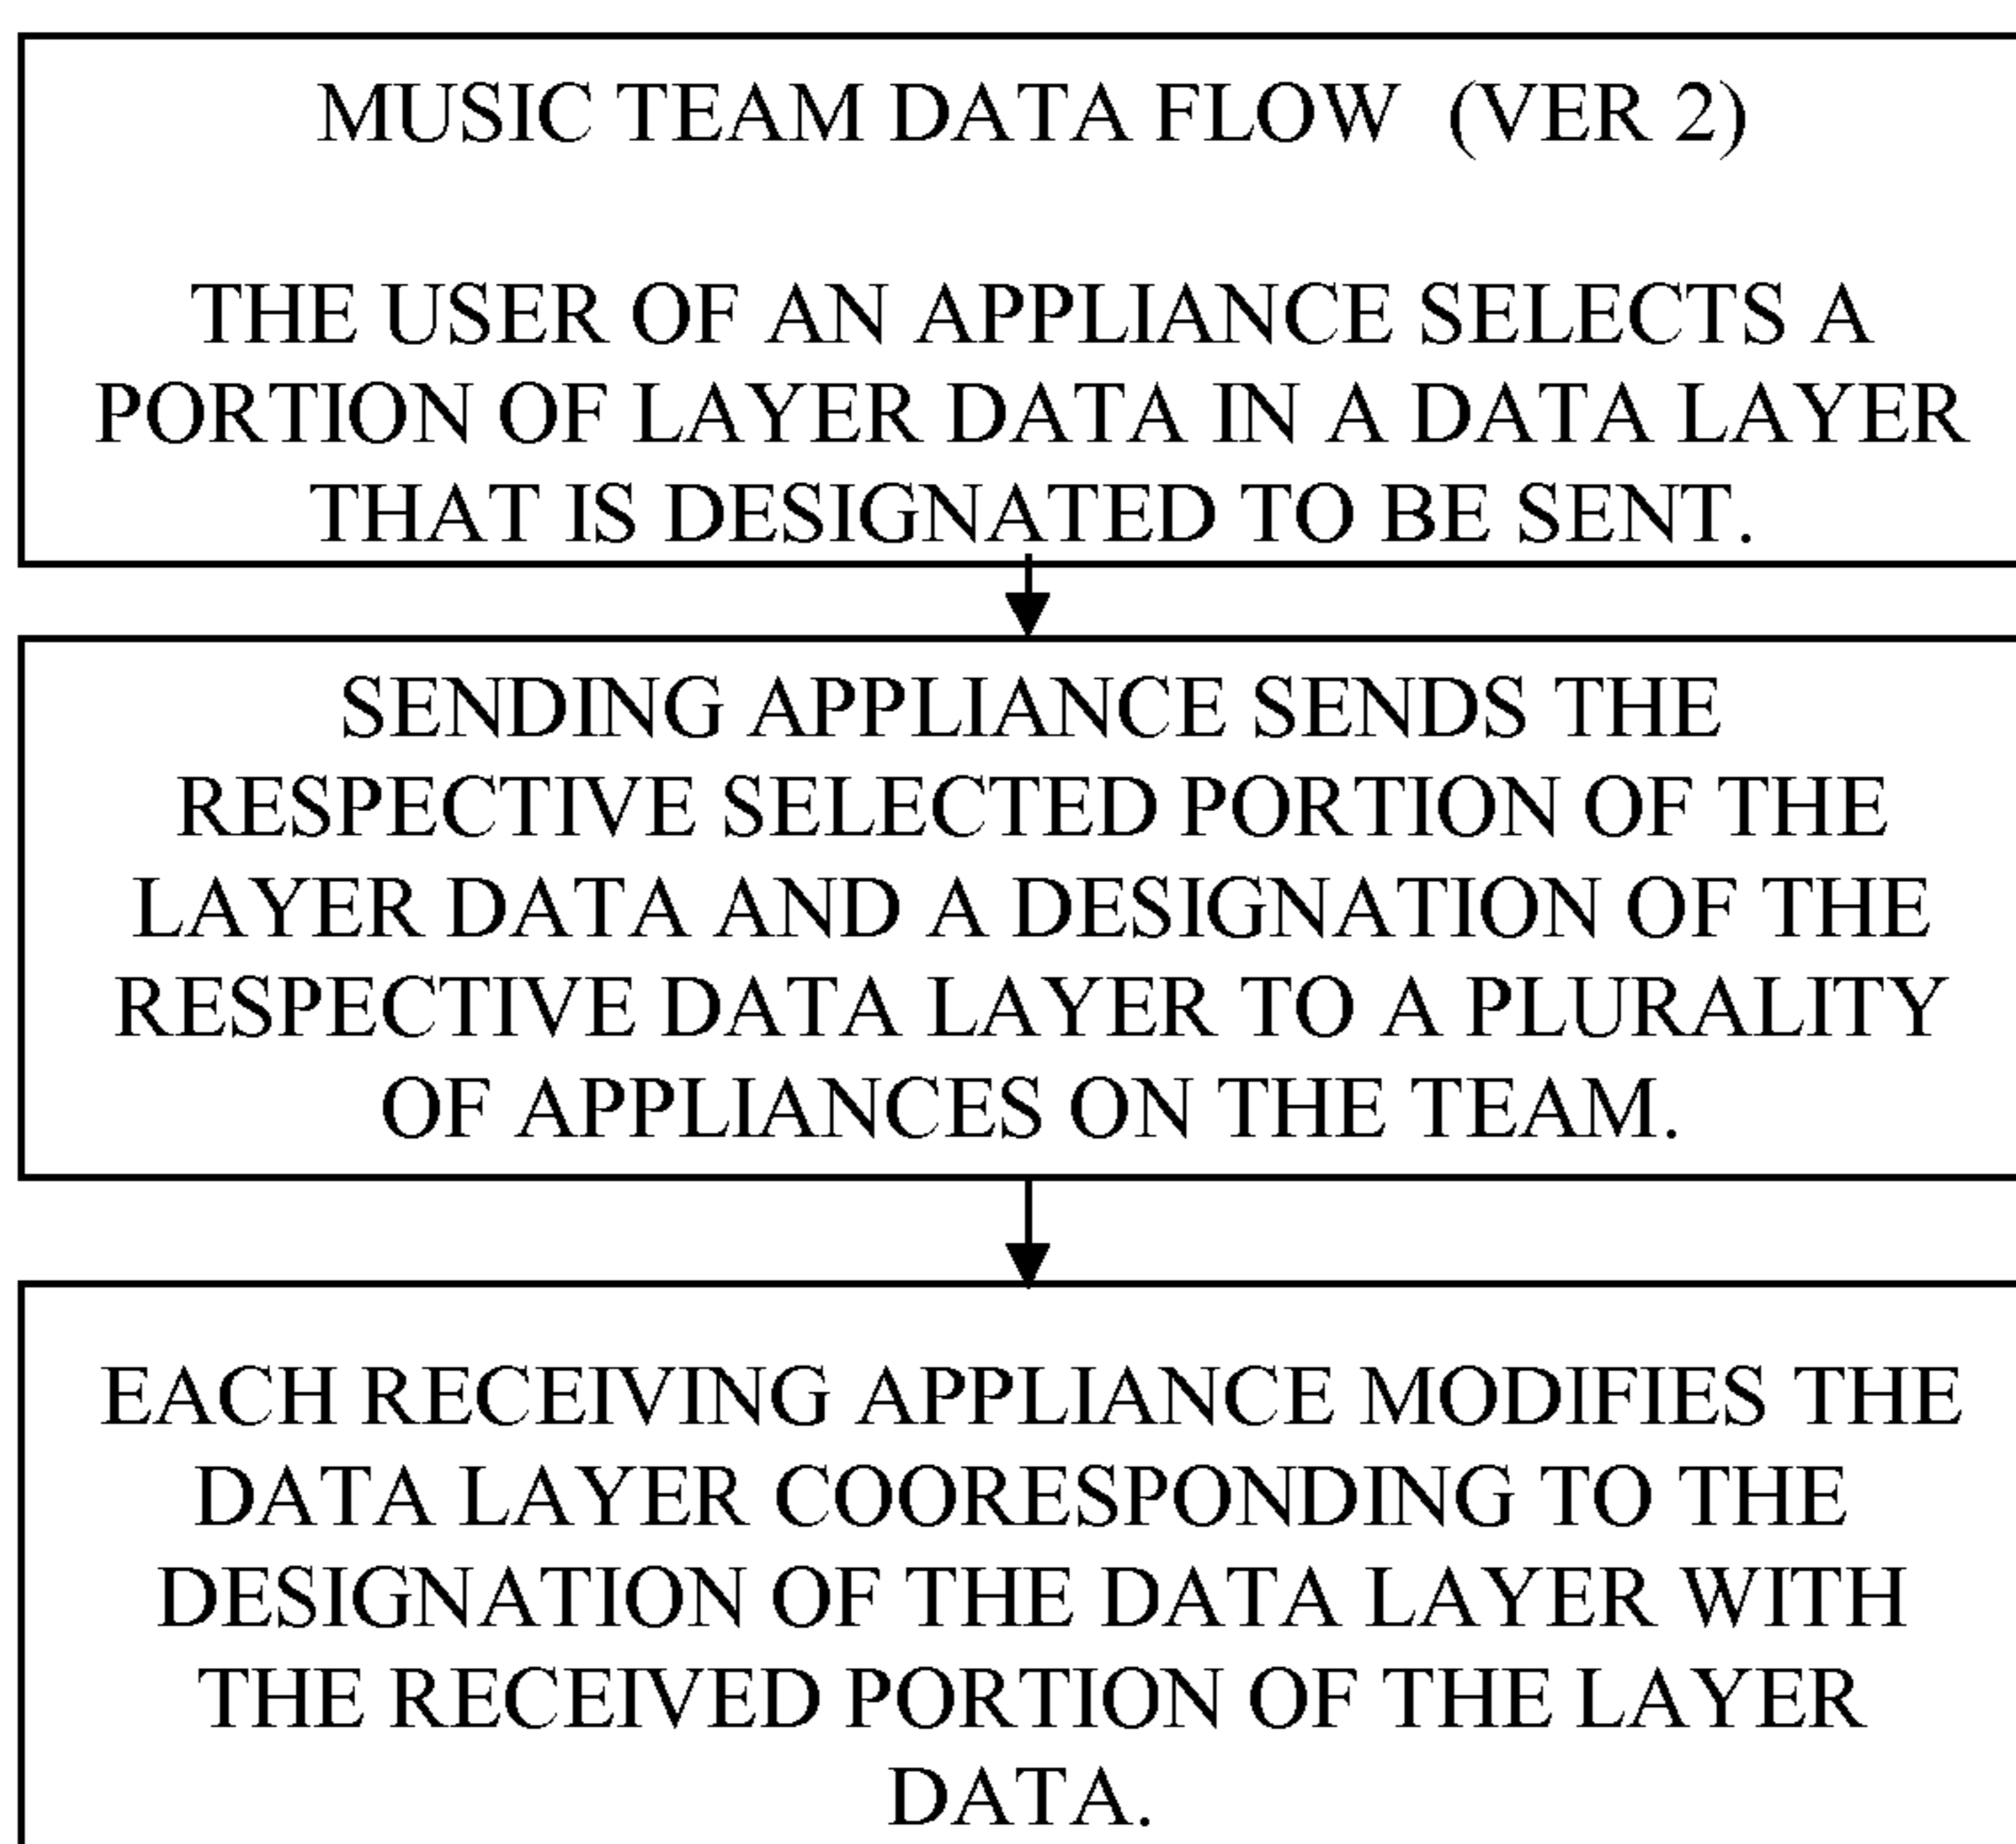 MUSIC TEAM DATA FLOW (VER 2)
THE USER OF AN APPLIANCE SELECTS A
PORTION OF LAYER DATA IN A DATA LAYER
THAT IS DESIGNATED TO BE SENT.
SENDING APPLIANCE SENDS THE
RESPECTIVE SELECTED PORTION OF THE
LAYER DATA AND A DESIGNATION OF THE
RESPECTIVE DATA LAYER TO A PLURALITY
OF APPLIANCES ON THE TEAM.
EACH RECEIVING APPLIANCE MODIFIES THE
DATA LAYER COORESPONDING TO THE
DESIGNATION OF THE DATA LAYER WITH
THE RECEIVED PORTION OF THE LAYER
DATA.